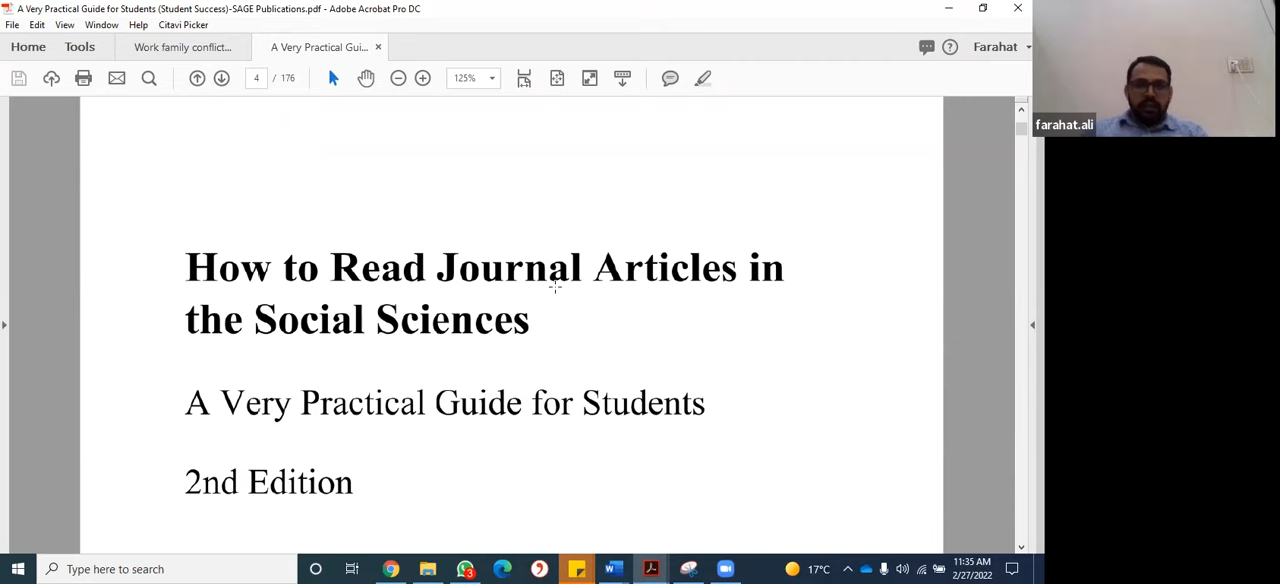 A Very Practical Guide for Students (Student Success)-SAGE Publications.pdf - Adobe Acrobat Pro DC
File Edit View Window Help Citavi Picker
Home Tools Work family conflict... A Very Practical Gui... × Farahat
4 / 176 125%
farahat.ali
How to Read Journal Articles in
the Social Sciences
A Very Practical Guide for Students
2nd Edition
Type here to search
3
17°C
11:35 AM
2/27/2022